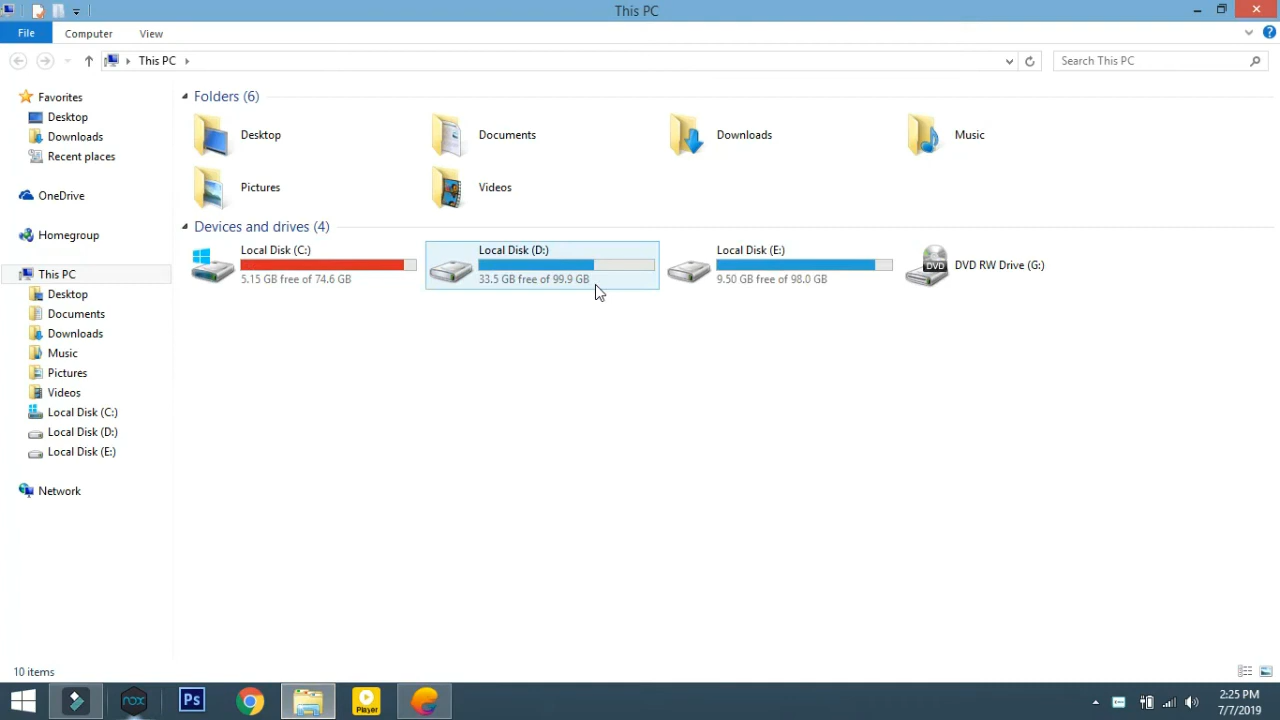 This PC
File
Computer
View
This PC
Search This PC
Favorites
Desktop
Downloads
Recent places
OneDrive
Homegroup
This PC
Desktop
Documents
Downloads
Music
Pictures
Videos
Local Disk (C:)
Local Disk (D:)
Local Disk (E:)
Network
Folders (6)
Desktop
Documents
Downloads
Music
Pictures
Videos
Devices and drives (4)
Local Disk (C:)
5.15 GB free of 74.6 GB
Local Disk (D:)
33.5 GB free of 99.9 GB
Local Disk (E:)
9.50 GB free of 98.0 GB
DVD
DVD RW Drive (G:)
10 items
nox
Ps
Player
2:25 PM
7/7/2019